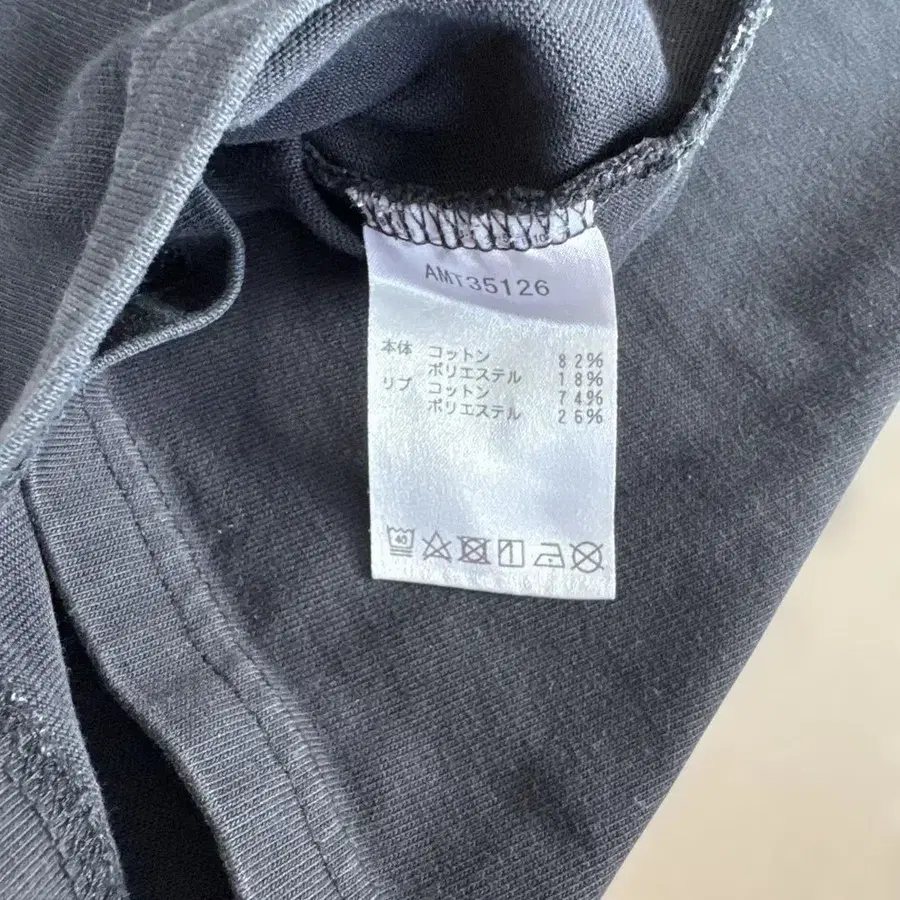 AMT35126
本体 コットン 82%
ポリエステル 18%
リブ コットン 74%
ポリエステル 26%
40